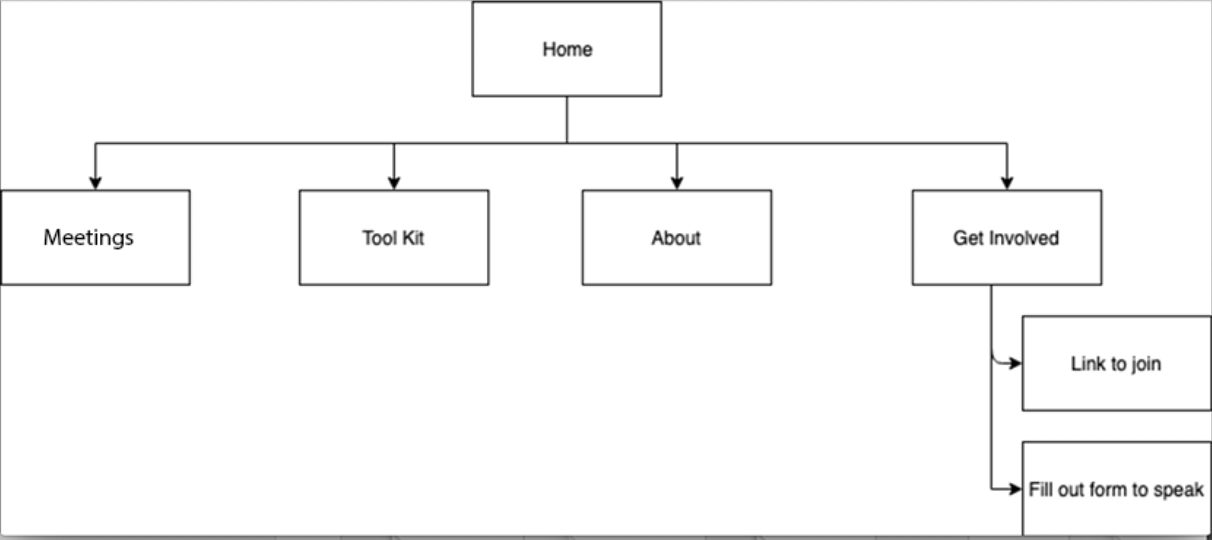 Home
Meetings
Tool Kit
About
Get Involved
Link to join
Fill out form to speak